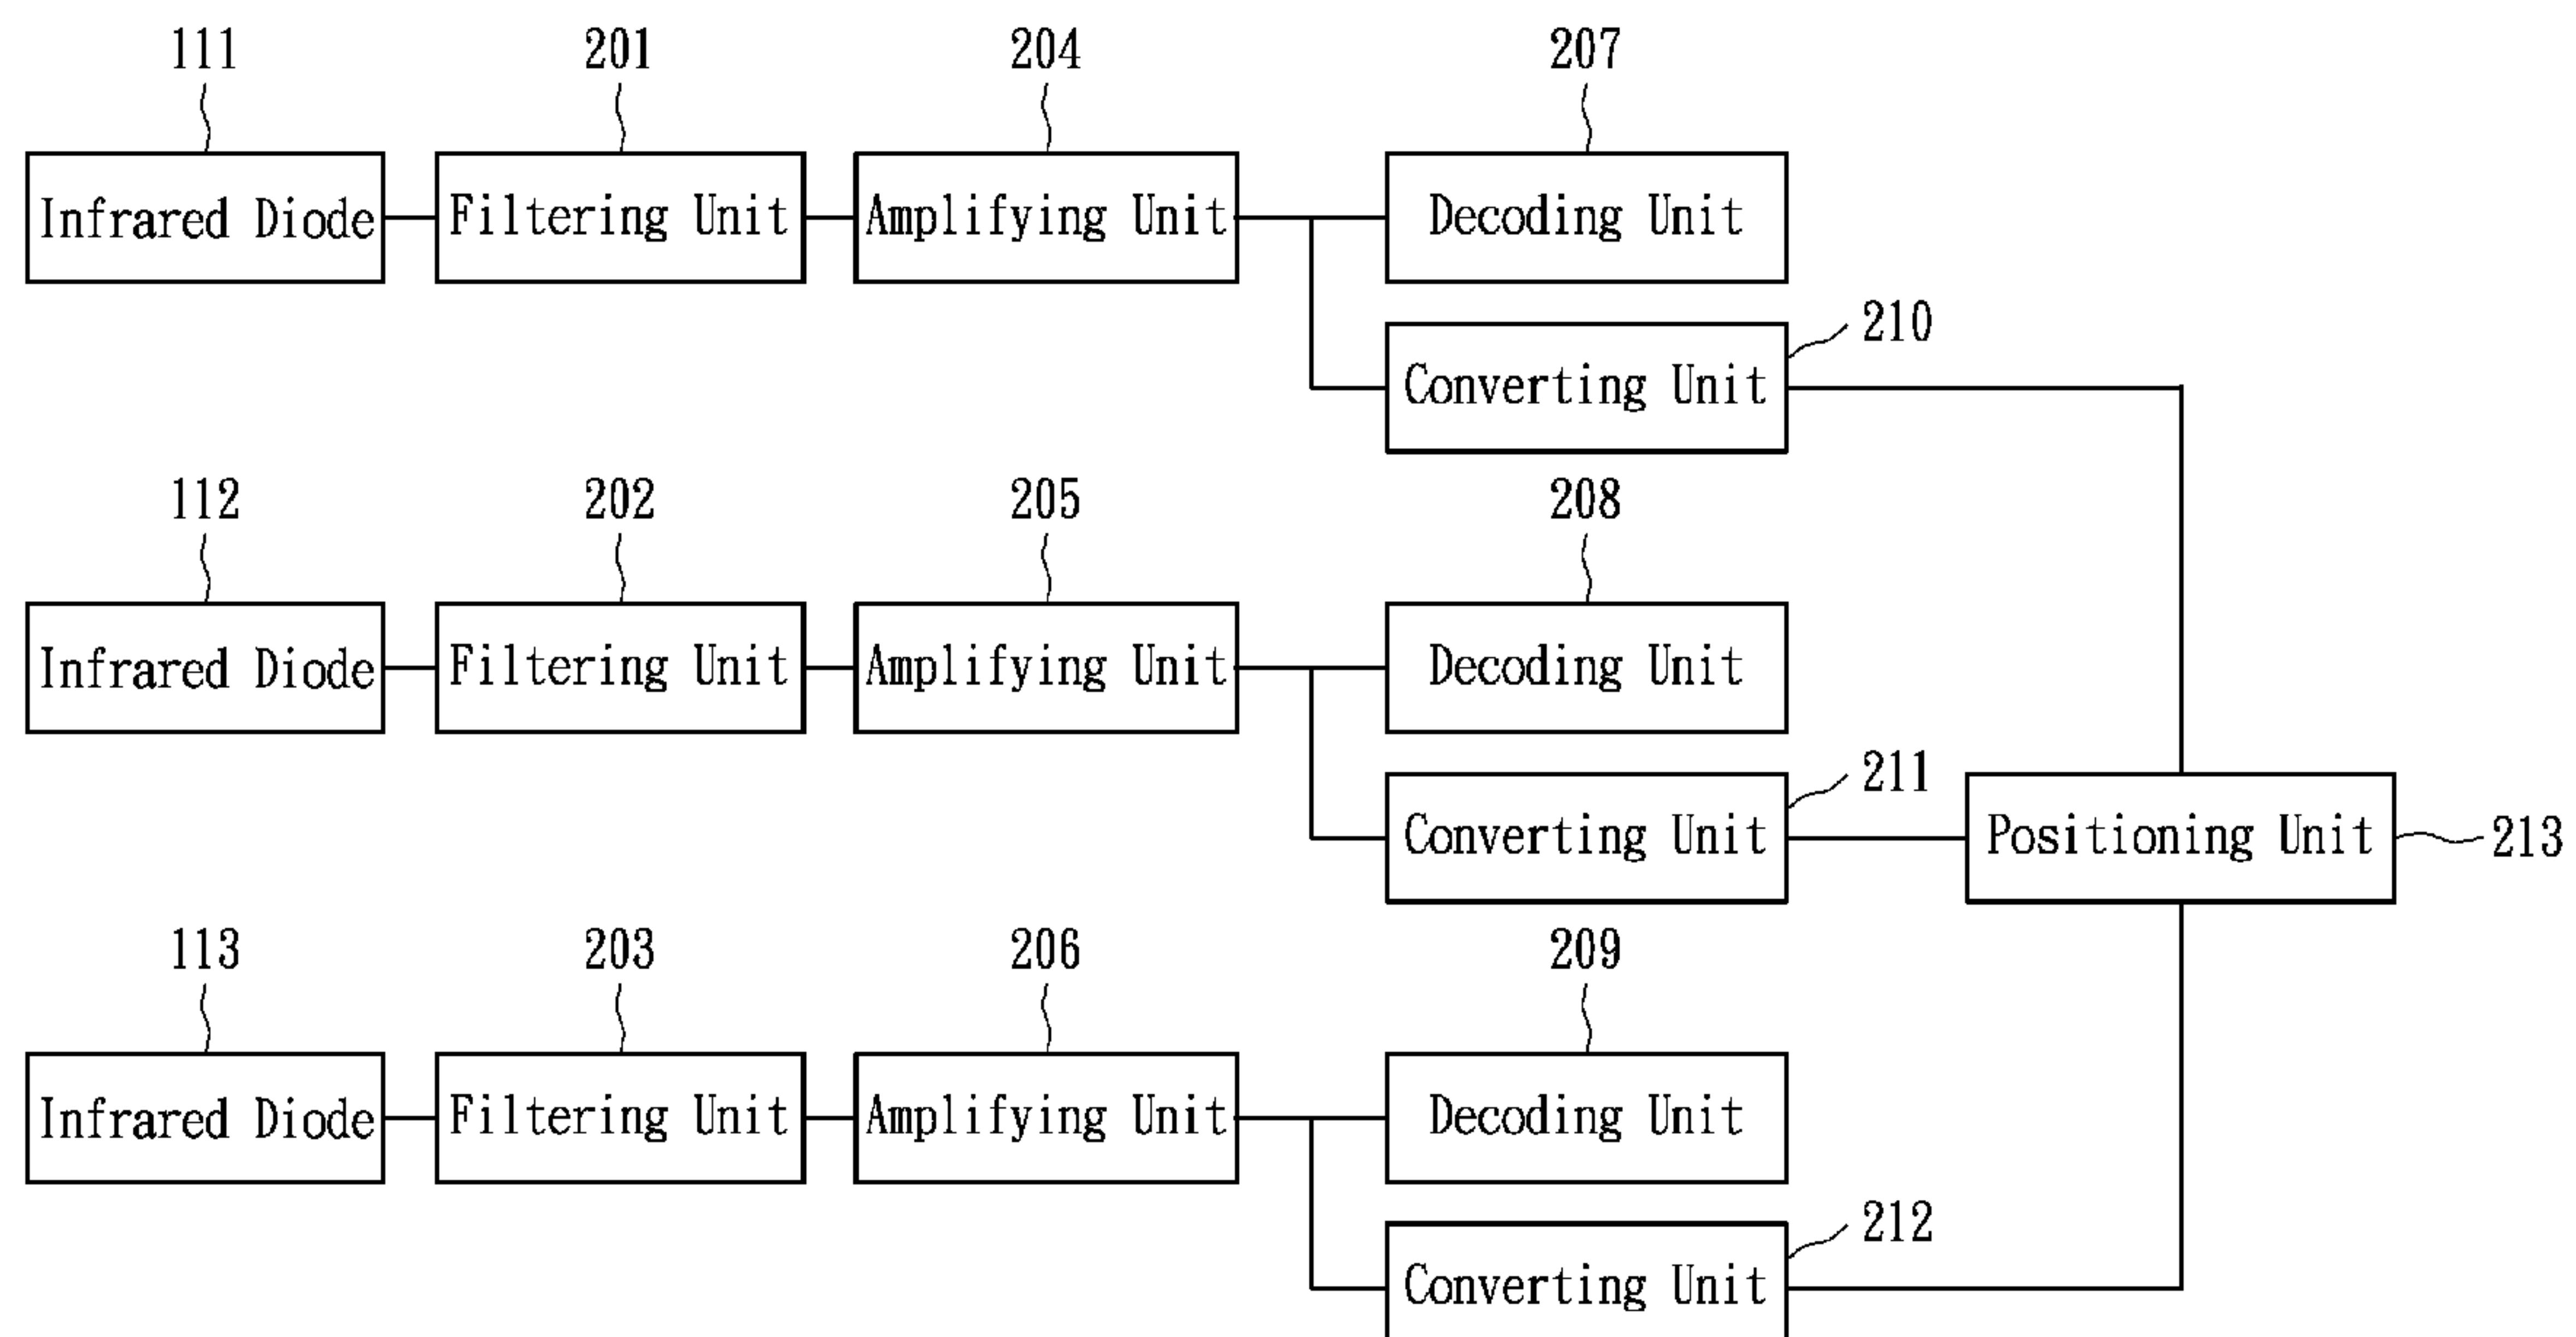 111 201 204 207
Infrared Diode Filtering Unit Amplifying Unit Decoding Unit
210
Converting Unit
112 202 205 208
Infrared Diode Filtering Unit Amplifying Unit Decoding Unit
211
Converting Unit Positioning Unit 213
113 203 206 209
Infrared Diode Filtering Unit Amplifying Unit Decoding Unit
212
Converting Unit